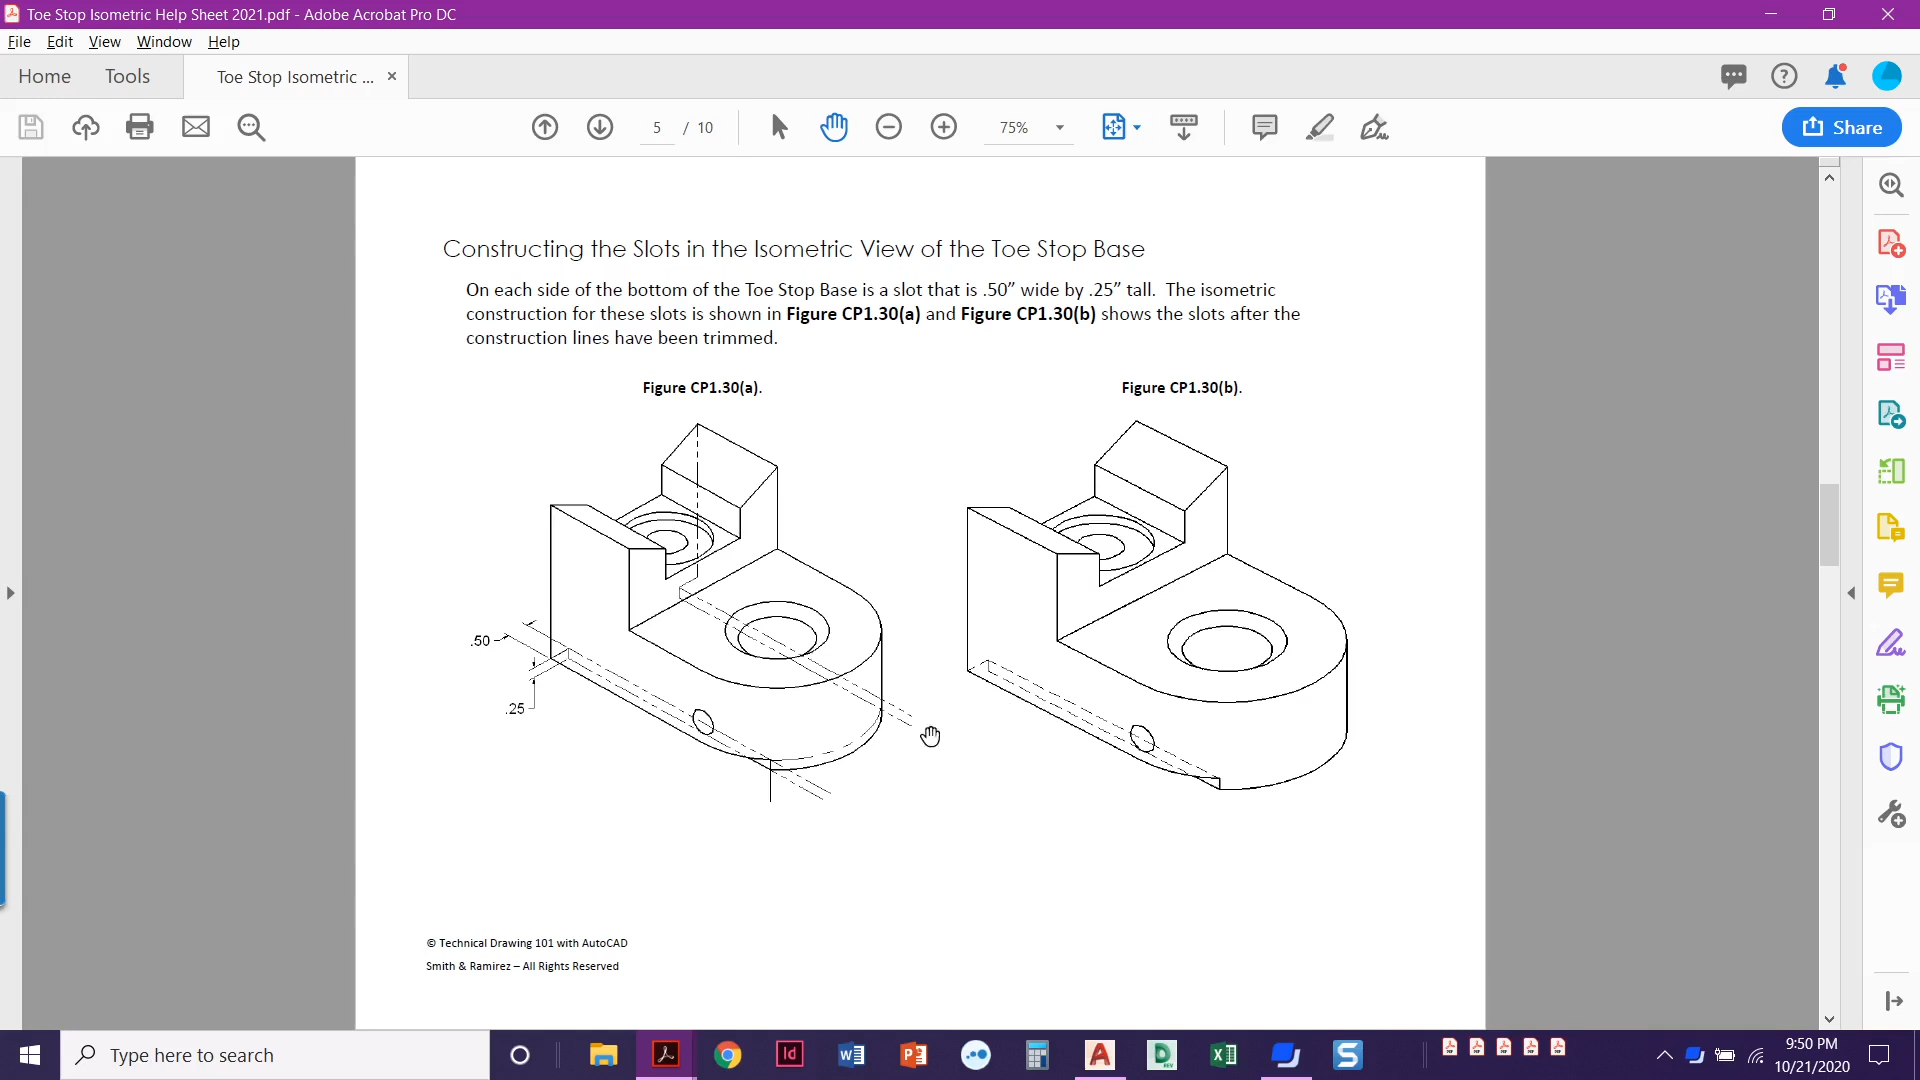 Toe Stop Isometric Help Sheet 2021.pdf - Adobe Acrobat Pro DC
File Edit View Window Help
Home Tools Toe Stop Isometric ... ×
5 / 10 75% Share
Constructing the Slots in the Isometric View of the Toe Stop Base
On each side of the bottom of the Toe Stop Base is a slot that is .50” wide by .25” tall. The isometric
construction for these slots is shown in Figure CP1.30(a) and Figure CP1.30(b) shows the slots after the
construction lines have been trimmed.
Figure CP1.30(a). Figure CP1.30(b).
.50
.25
© Technical Drawing 101 with AutoCAD
Smith & Ramirez – All Rights Reserved
Type here to search
9:50 PM
10/21/2020